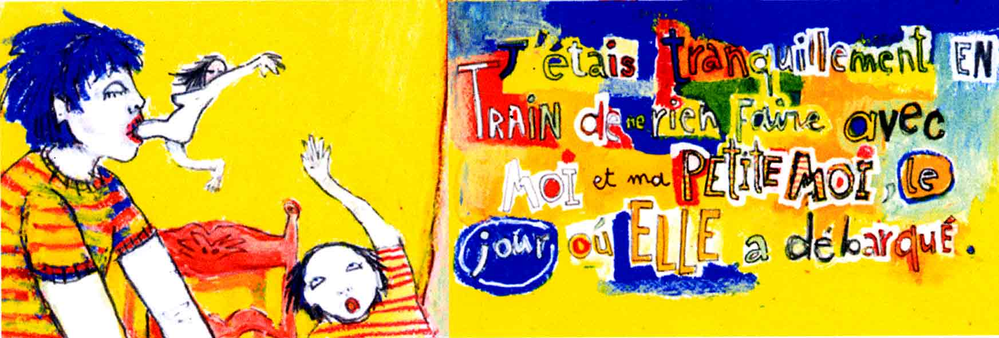 J'étais tranquillement EN
TRAIN de ne rien Faire avec
MOI et ma PETITE MOI, le
jour où ELLE a débarqué.